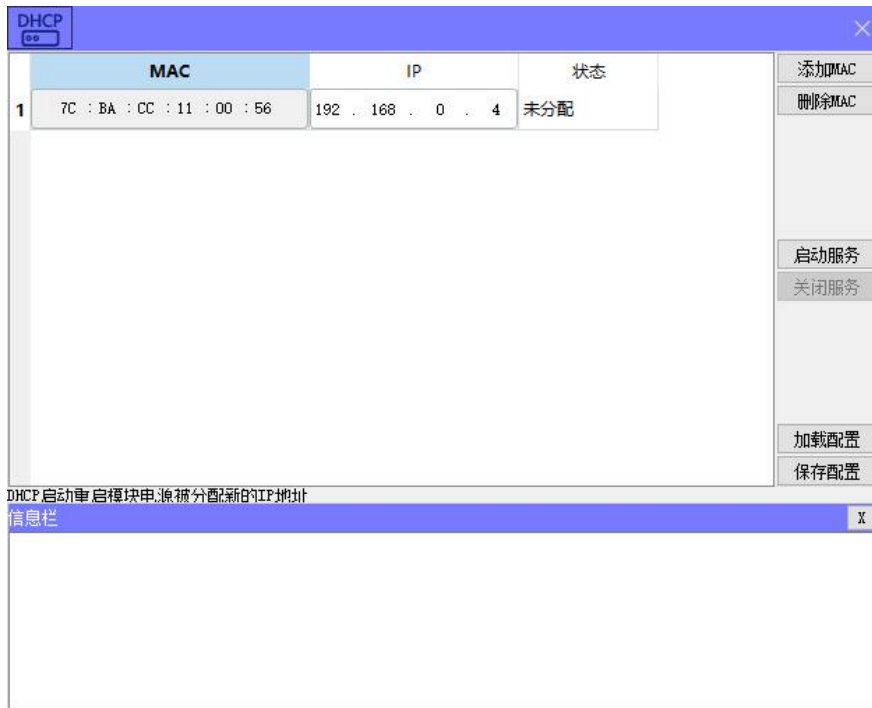 DHCP
MAC IP 状态 添加MAC
1 7C : BA : CC : 11 : 00 : 56 192 . 168 . 0 . 4 未分配 删除MAC
启动服务
关闭服务
加载配置
保存配置
DHCP启动重启模块电源被分配新的IP地址
信息栏 X